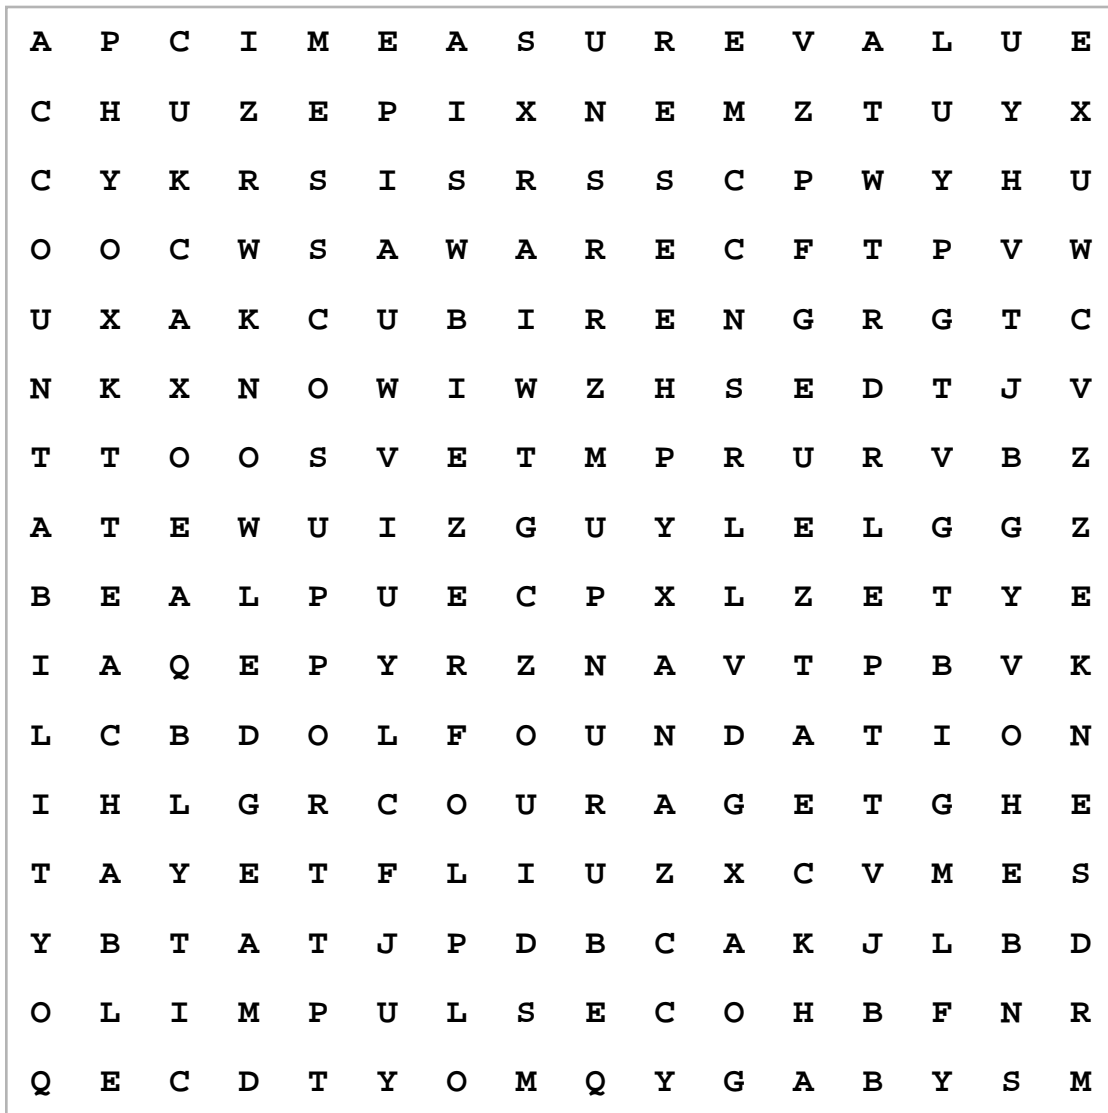 A P C I M E A S U R E V A L U E
C H U Z E P I X N E M Z T U Y X
C Y K R S I S R S S C P W Y H U
O O C W S A W A R E C F T P V W
U X A K C U B I R E N G R G T C
N K X N O W I W Z H S E D T J V
T T O O S V E T M P R U R V B Z
A T E W U I Z G U Y L E L G G Z
B E A L P U E C P X L Z E T Y E
I A Q E P Y R Z N A V T P B V K
L C B D O L F O U N D A T I O N
I H L G R C O U R A G E T G H E
T A Y E T F L I U Z X C V M E S
Y B T A T J P D B C A K J L B D
O L I M P U L S E C O H B F N R
Q E C D T Y O M Q Y G A B Y S M